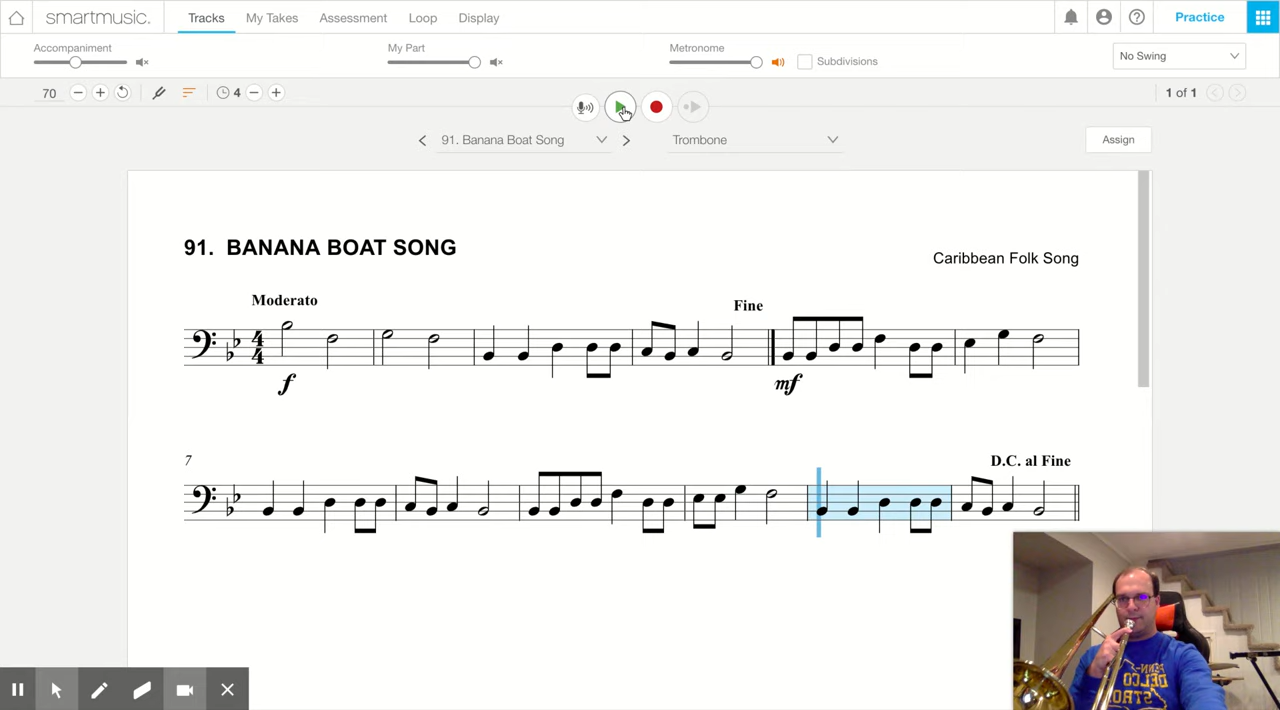 smartmusic. Tracks My Takes Assessment Loop Display Practice
Accompaniment My Part Metronome Subdivisions No Swing
70 4 1 of 1
91. Banana Boat Song Trombone Assign
91. BANANA BOAT SONG
Caribbean Folk Song
Moderato Fine
4
4
f mf
7 D.C. al Fine